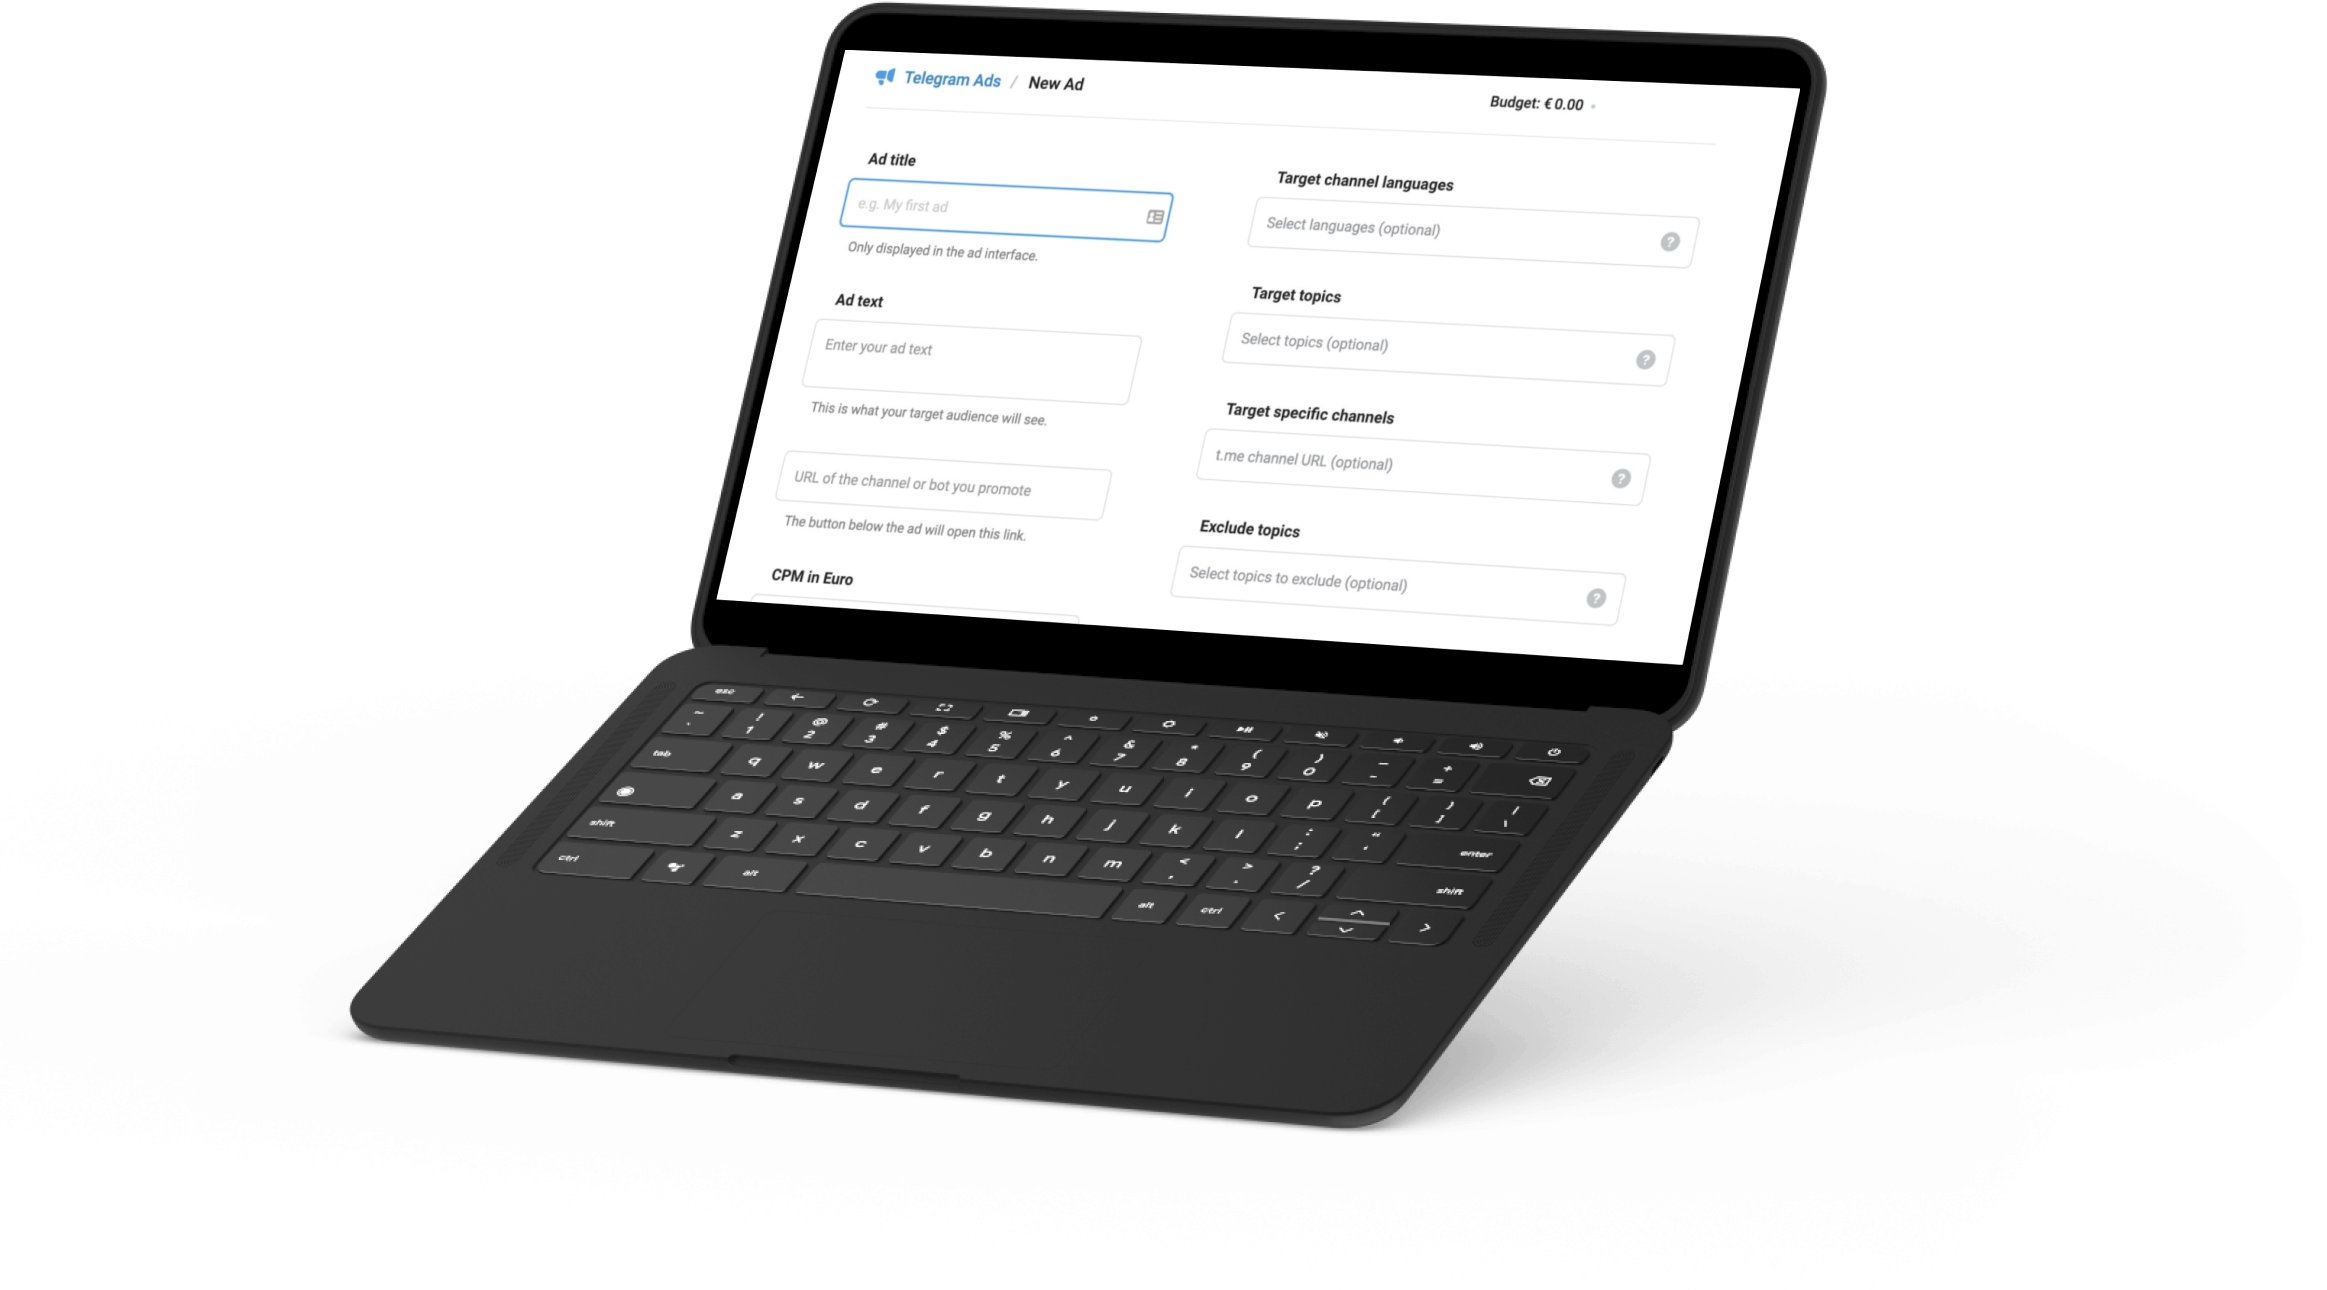 Telegram Ads / New Ad
Budget: € 0.00
Ad title
e.g. My first ad
Only displayed in the ad interface.
Ad text
Enter your ad text
This is what your target audience will see.
URL of the channel or bot you promote
The button below the ad will open this link.
CPM in Euro
Target channel languages
Select languages (optional)
?
Target topics
Select topics (optional)
?
Target specific channels
t.me channel URL (optional)
?
Exclude topics
Select topics to exclude (optional)
?
esc
~ ! @ # $ % ^ & * ( ) _ +
` 1 2 3 4 5 6 7 8 9 0 - =
tab q w e r t y u i o p { [ } ] | \
a s d f g h j k l : ; " ' enter
shift z x c v b n m < , > . ? / shift
ctrl alt alt ctrl